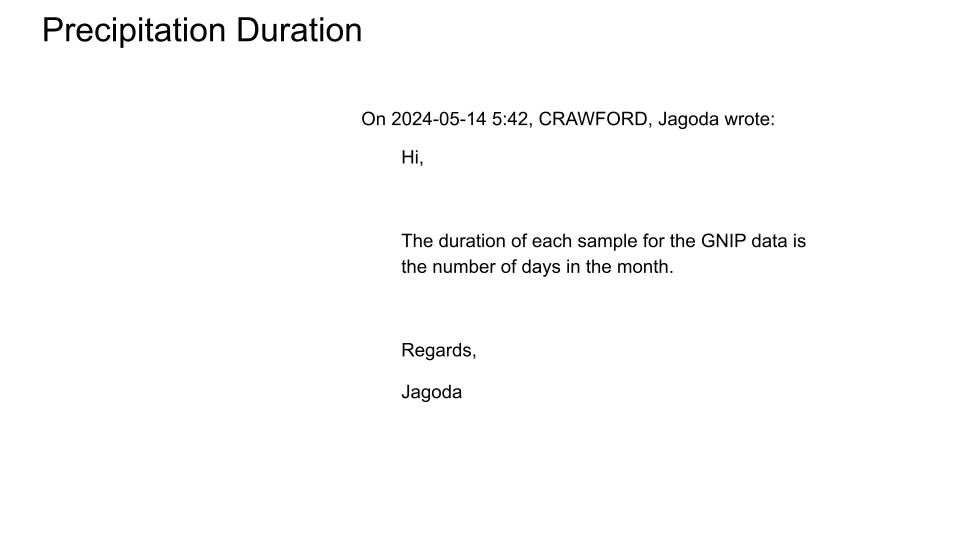 Precipitation Duration
On 2024-05-14 5:42, CRAWFORD, Jagoda wrote:
Hi,
The duration of each sample for the GNIP data is
the number of days in the month.
Regards,
Jagoda